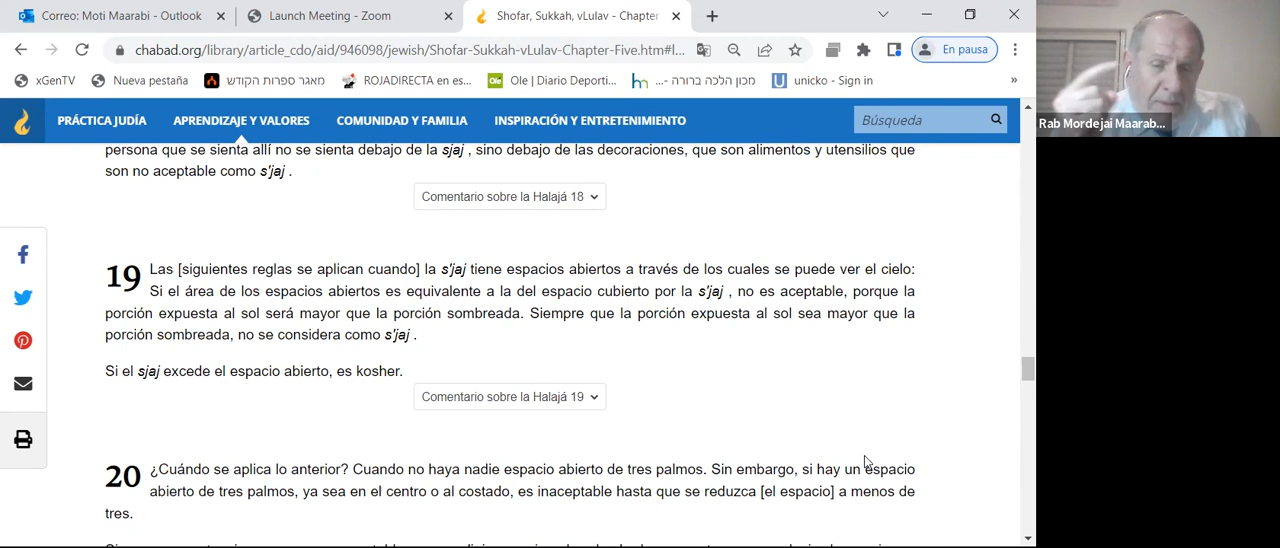 Correo: Moti Maarabi - Outlook
Launch Meeting - Zoom
Shofar, Sukkah, vLulav - Chapter
chabad.org/library/article_cdo/aid/946098/jewish/Shofar-Sukkah-vLulav-Chapter-Five.htm#l...
En pausa
xGenTV
Nueva pestaña
מאגר ספרות הקודש
ROJADIRECTA en es...
Ole | Diario Deporti...
מכון הלכה ברורה -...
unicko - Sign in
»
PRÁCTICA JUDÍA
APRENDIZAJE Y VALORES
COMUNIDAD Y FAMILIA
INSPIRACIÓN Y ENTRETENIMIENTO
Búsqueda
Rab Mordejai Maarab...
persona que se sienta allí no se sienta debajo de la sjaj , sino debajo de las decoraciones, que son alimentos y utensilios que
son no aceptable como s'jaj .
Comentario sobre la Halajá 18
19 Las [siguientes reglas se aplican cuando] la s'jaj tiene espacios abiertos a través de los cuales se puede ver el cielo:
Si el área de los espacios abiertos es equivalente a la del espacio cubierto por la s'jaj , no es aceptable, porque la
porción expuesta al sol será mayor que la porción sombreada. Siempre que la porción expuesta al sol sea mayor que la
porción sombreada, no se considera como s'jaj .
Si el sjaj excede el espacio abierto, es kosher.
Comentario sobre la Halajá 19
20 ¿Cuándo se aplica lo anterior? Cuando no haya nadie espacio abierto de tres palmos. Sin embargo, si hay un espacio
abierto de tres palmos, ya sea en el centro o al costado, es inaceptable hasta que se reduzca [el espacio] a menos de
tres.